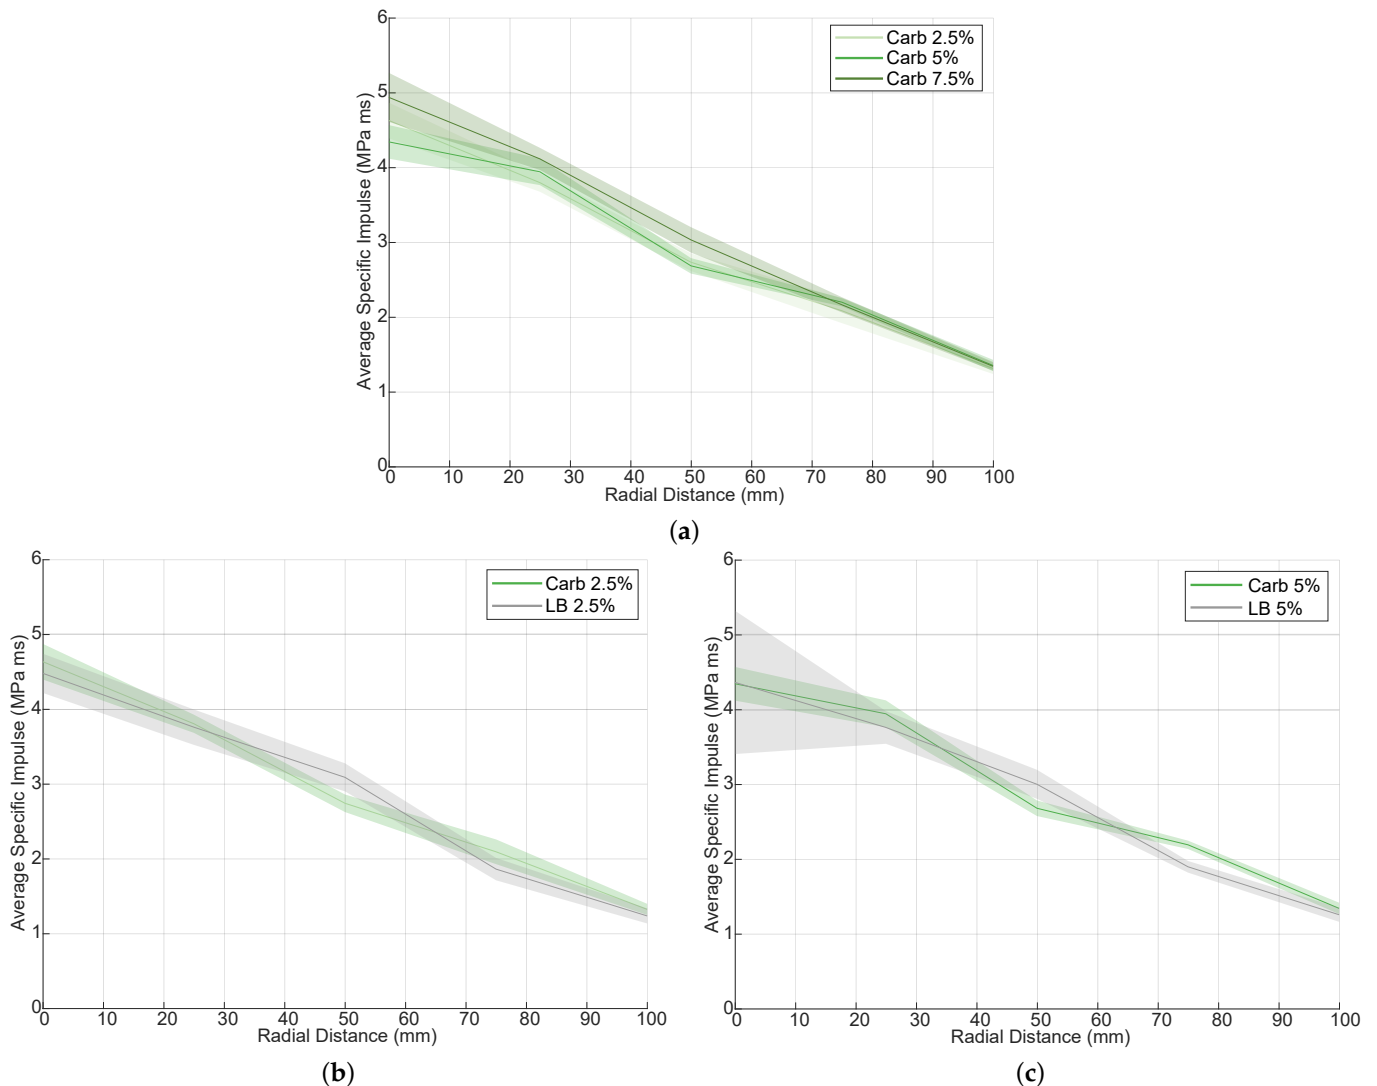 6
5
4
3
2
1
0
Average Specific Impulse (MPa ms)
Carb 2.5%
Carb 5%
Carb 7.5%
0 10 20 30 40 50 60 70 80 90 100
Radial Distance (mm)
(a)
6
5
4
3
2
1
0
Average Specific Impulse (MPa ms)
Carb 2.5%
LB 2.5%
0 10 20 30 40 50 60 70 80 90 100
Radial Distance (mm)
(b)
6
5
4
3
2
1
0
Average Specific Impulse (MPa ms)
Carb 5%
LB 5%
0 10 20 30 40 50 60 70 80 90 100
Radial Distance (mm)
(c)